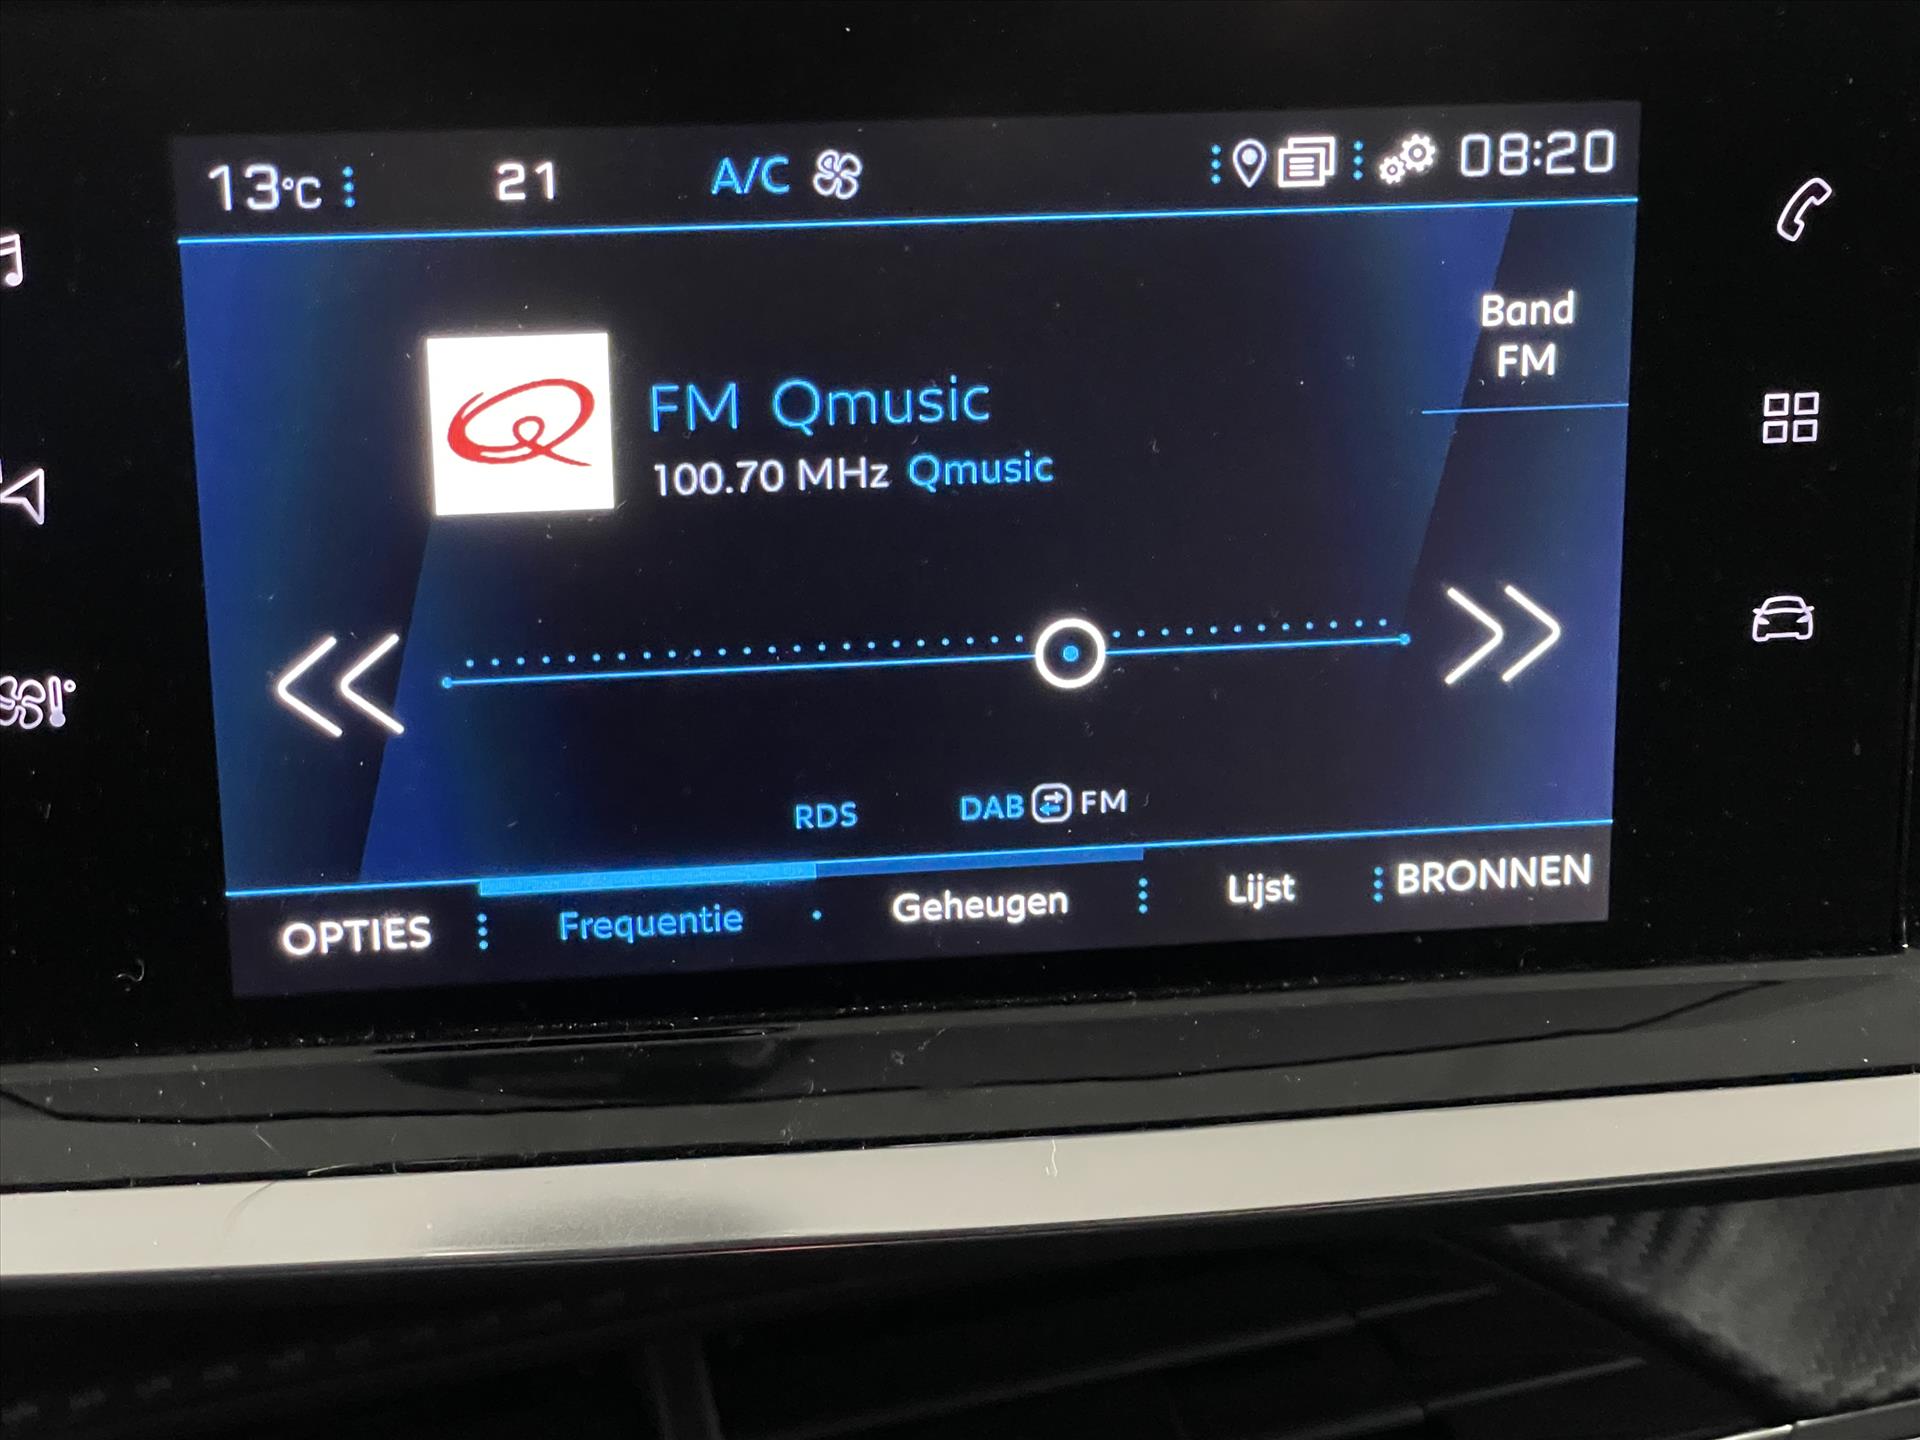 13°C 21 A/C 08:20
Band
FM
FM Qmusic
100.70 MHz Qmusic
RDS DAB FM
OPTIES Frequentie Geheugen Lijst BRONNEN